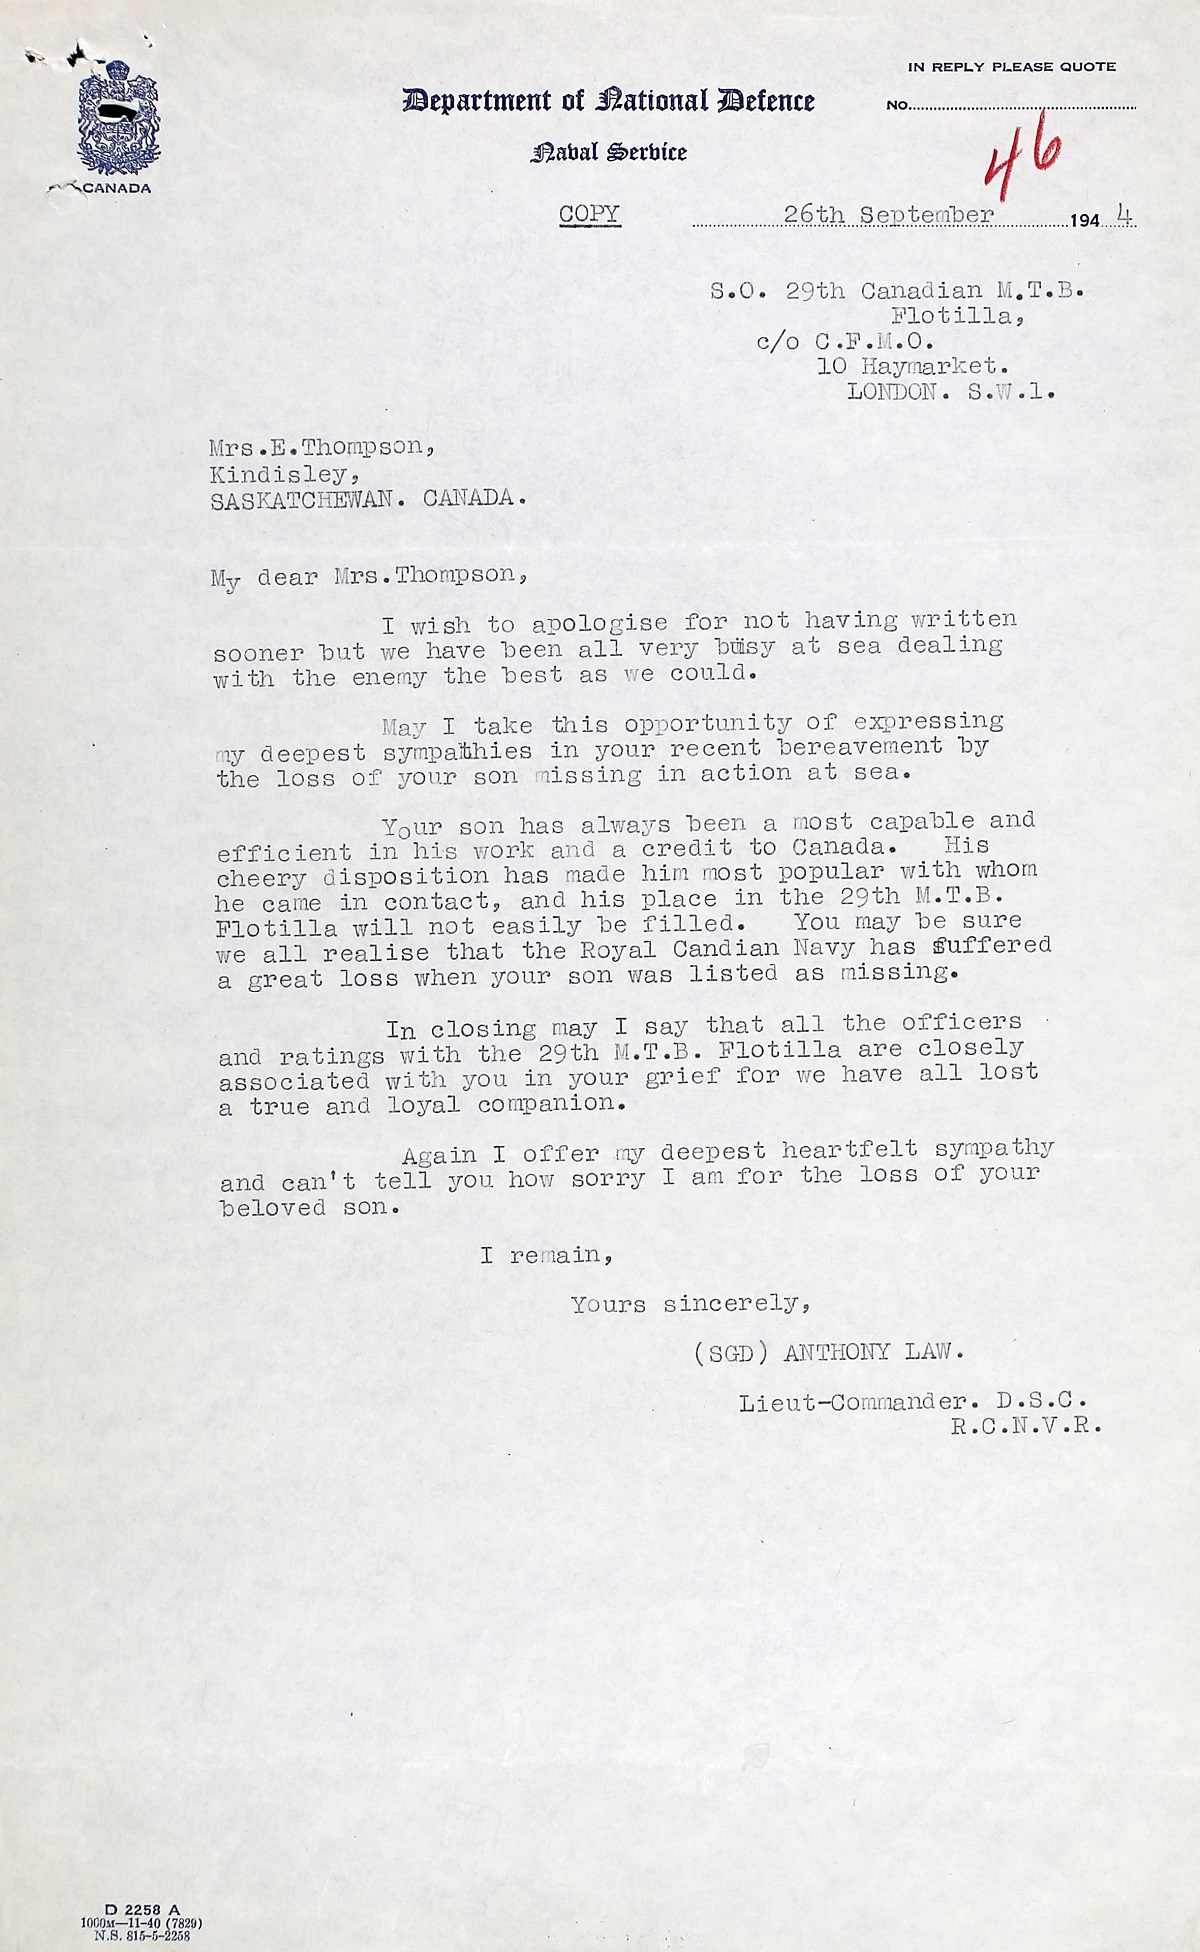 IN REPLY PLEASE QUOTE
Department of National Defence
NO.
Naval Service
46
CANADA
COPY
26th September 1944
S.O. 29th Canadian M.T.B.
Flotilla,
c/o C.F.M.O.
10 Haymarket.
LONDON. S.W.1.
Mrs.E.Thompson,
Kindisley,
SASKATCHEWAN. CANADA.
My dear Mrs.Thompson,
I wish to apologise for not having written
sooner but we have been all very busy at sea dealing
with the enemy the best as we could.
May I take this opportunity of expressing
my deepest sympathies in your recent bereavement by
the loss of your son missing in action at sea.
Your son has always been a most capable and
efficient in his work and a credit to Canada. His
cheery disposition has made him most popular with whom
he came in contact, and his place in the 29th M.T.B.
Flotilla will not easily be filled. You may be sure
we all realise that the Royal Candian Navy has suffered
a great loss when your son was listed as missing.
In closing may I say that all the officers
and ratings with the 29th M.T.B. Flotilla are closely
associated with you in your grief for we have all lost
a true and loyal companion.
Again I offer my deepest heartfelt sympathy
and can't tell you how sorry I am for the loss of your
beloved son.
I remain,
Yours sincerely,
(SGD) ANTHONY LAW.
Lieut-Commander. D.S.C.
R.C.N.V.R.
D 2258 A
1000M—11-40 (7829)
N.S. 815-5-2258